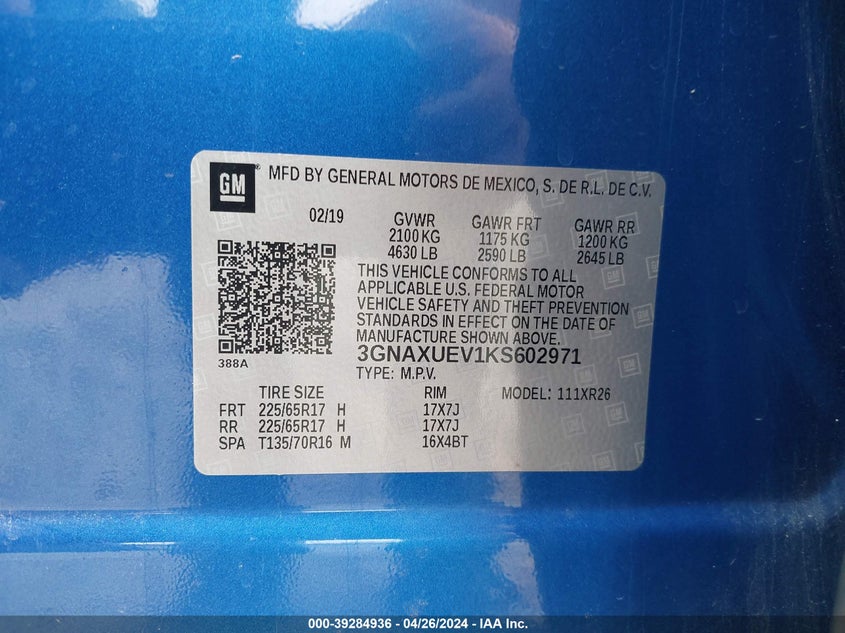 GM
®
MFD BY GENERAL MOTORS DE MEXICO, S. DE R.L. DE C.V.
02/19 GVWR GAWR FRT GAWR RR
2100 KG 1175 KG 1200 KG
4630 LB 2590 LB 2645 LB
THIS VEHICLE CONFORMS TO ALL
APPLICABLE U.S. FEDERAL MOTOR
VEHICLE SAFETY AND THEFT PREVENTION
STANDARDS IN EFFECT ON THE DATE OF
MANUFACTURE SHOWN ABOVE.
388A 3GNAXUEV1KS602971
TYPE: M.P.V.
TIRE SIZE RIM MODEL: 111XR26
FRT 225/65R17 H 17X7J
RR 225/65R17 H 17X7J
SPA T135/70R16 M 16X4BT
000-39284936 - 04/26/2024 - IAA Inc.